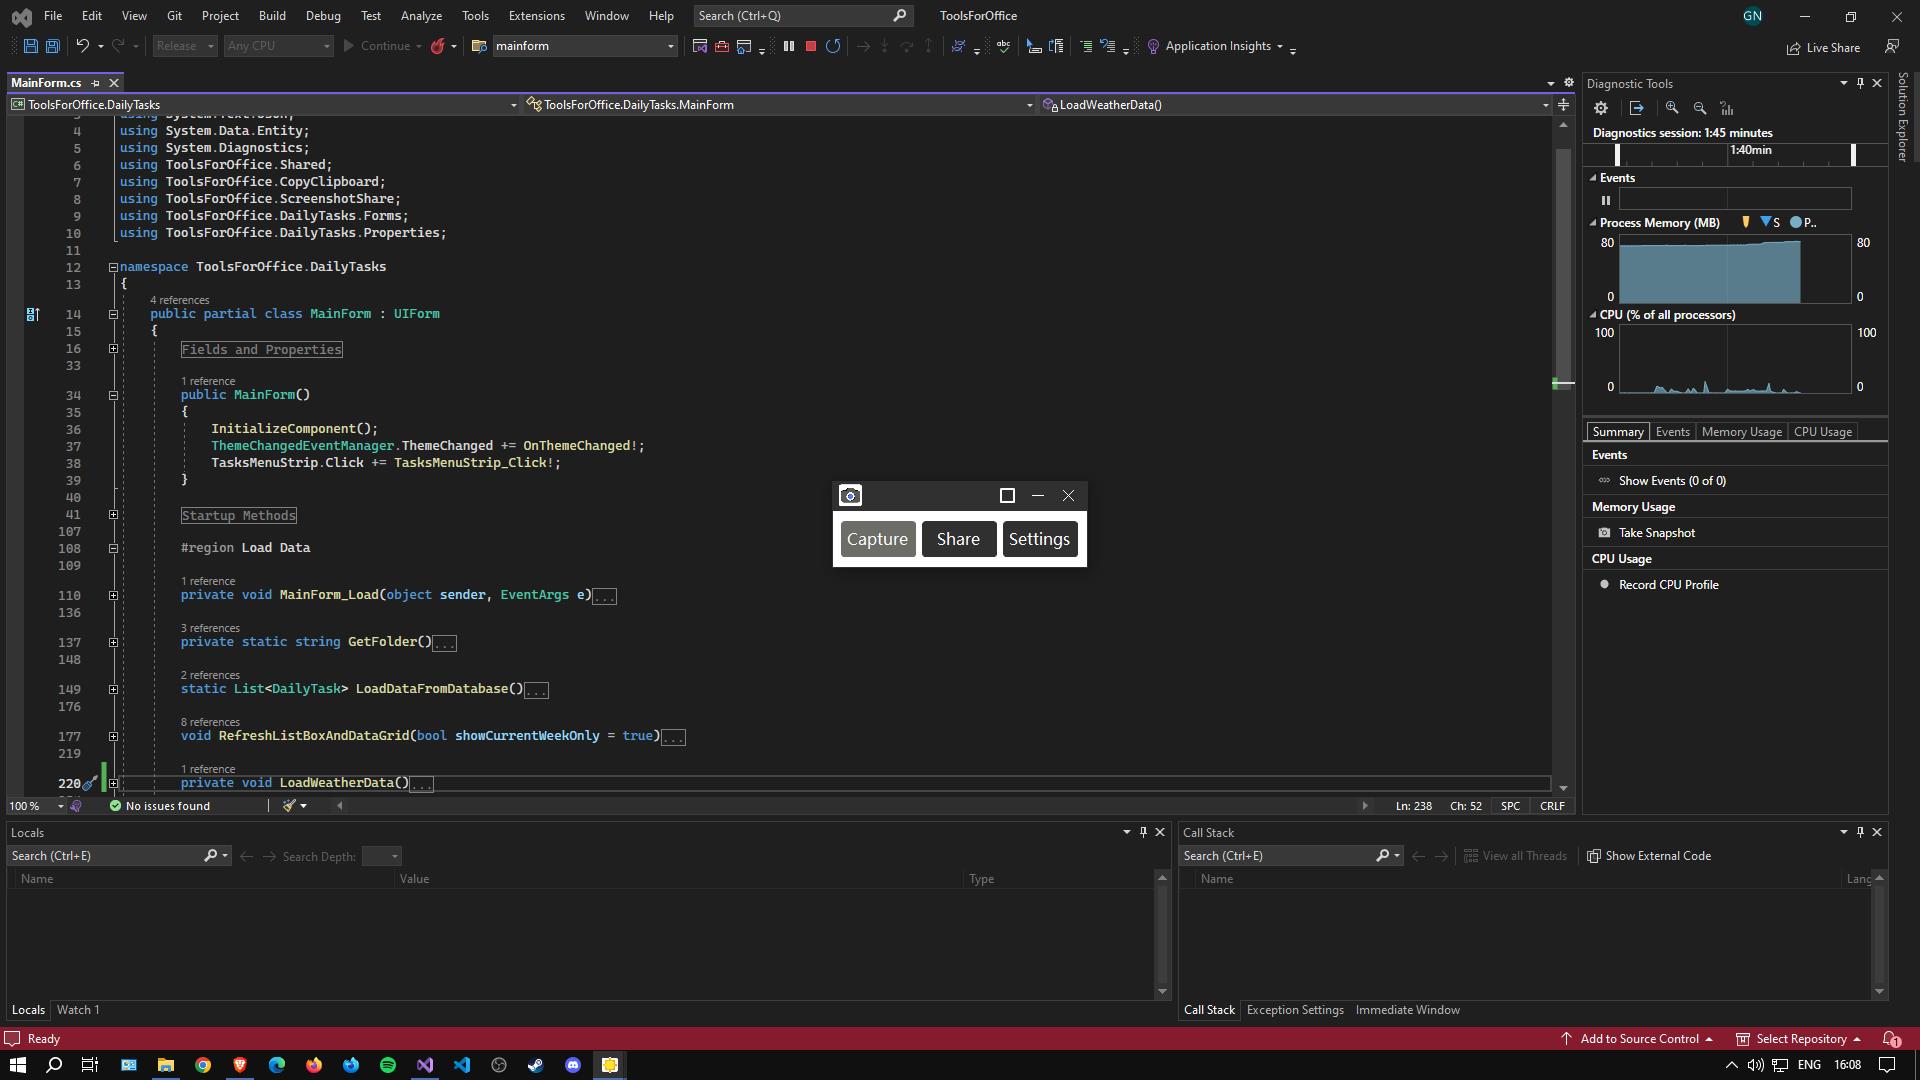 File Edit View Git Project Build Debug Test Analyze Tools Extensions Window Help Search (Ctrl+Q) ToolsForOffice GN
Release Any CPU Continue mainform Application Insights Live Share
MainForm.cs
ToolsForOffice.DailyTasks ToolsForOffice.DailyTasks.MainForm LoadWeatherData()
4 using System.Data.Entity;
5 using System.Diagnostics;
6 using ToolsForOffice.Shared;
7 using ToolsForOffice.CopyClipboard;
8 using ToolsForOffice.ScreenshotShare;
9 using ToolsForOffice.DailyTasks.Forms;
10 using ToolsForOffice.DailyTasks.Properties;
11
12 namespace ToolsForOffice.DailyTasks
13 {
4 references
14 public partial class MainForm : UIForm
15 {
16 Fields and Properties
33
1 reference
34 public MainForm()
35 {
36 InitializeComponent();
37 ThemeChangedEventManager.ThemeChanged += OnThemeChanged!;
38 TasksMenuStrip.Click += TasksMenuStrip_Click!;
39 }
40
41 Startup Methods
107
108 #region Load Data
109
1 reference
110 private void MainForm_Load(object sender, EventArgs e)...
136
3 references
137 private static string GetFolder()...
148
2 references
149 static List<DailyTask> LoadDataFromDatabase()...
176
8 references
177 void RefreshListBoxAndDataGrid(bool showCurrentWeekOnly = true)...
219
1 reference
220 private void LoadWeatherData()...
100 % No issues found Ln: 238 Ch: 52 SPC CRLF
Capture Share Settings
Diagnostic Tools
Diagnostics session: 1:45 minutes
1:40min
Events
Process Memory (MB) S P..
80 80
0 0
CPU (% of all processors)
100 100
0 0
Summary Events Memory Usage CPU Usage
Events
Show Events (0 of 0)
Memory Usage
Take Snapshot
CPU Usage
Record CPU Profile
Solution Explorer
Locals
Search (Ctrl+E) Search Depth:
Name Value Type
Locals Watch 1
Call Stack
Search (Ctrl+E) View all Threads Show External Code
Name Lang
Call Stack Exception Settings Immediate Window
Ready Add to Source Control Select Repository 1
ENG 16:08